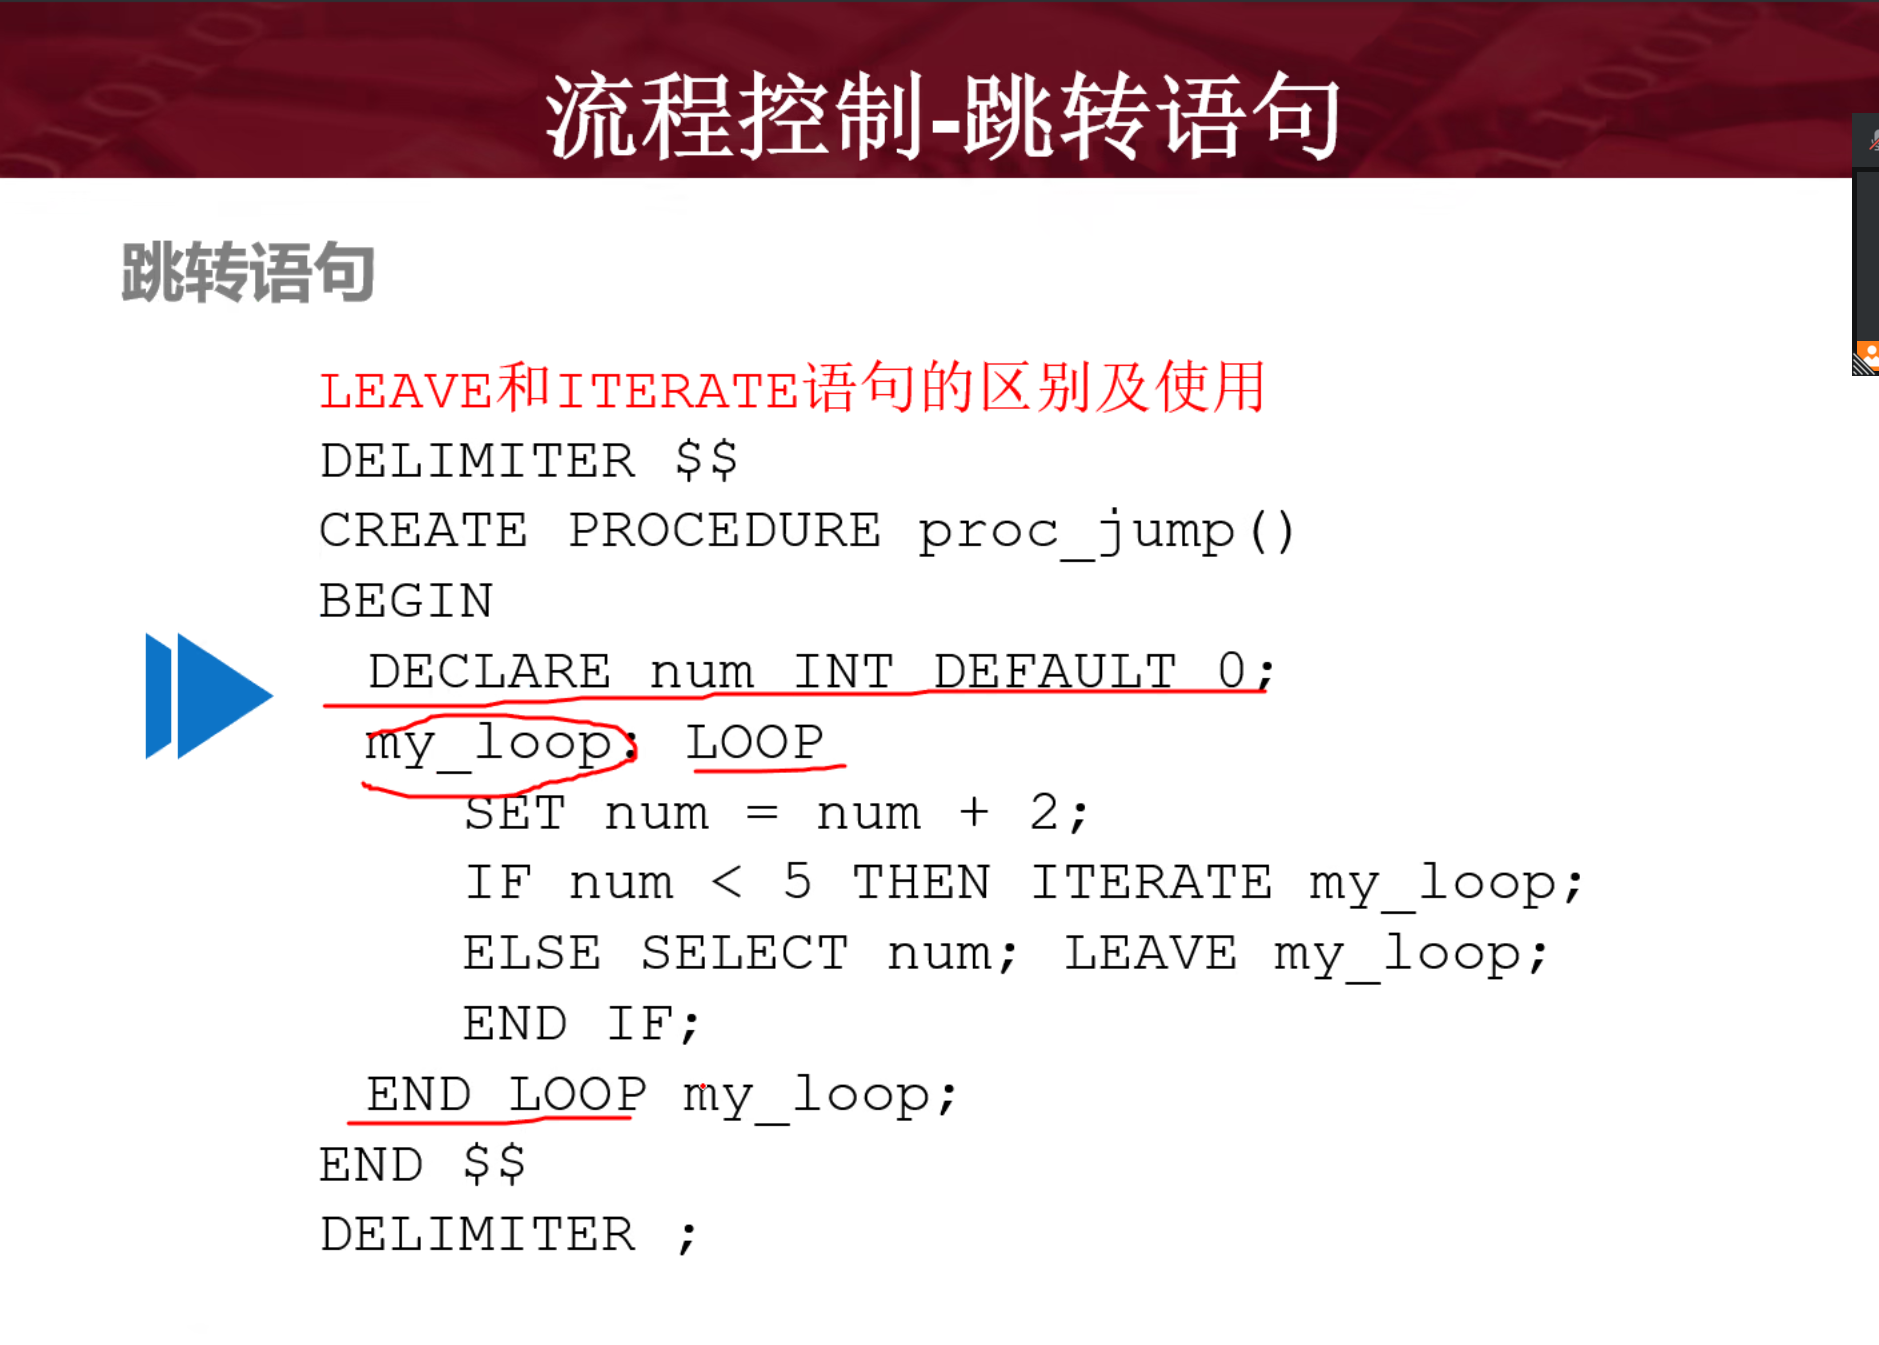 流程控制-跳转语句
跳转语句
LEAVE和ITERATE语句的区别及使用
DELIMITER $$
CREATE PROCEDURE proc_jump()
BEGIN
DECLARE num INT DEFAULT 0;
my_loop: LOOP
SET num = num + 2;
IF num < 5 THEN ITERATE my_loop;
ELSE SELECT num; LEAVE my_loop;
END IF;
END LOOP my_loop;
END $$
DELIMITER ;